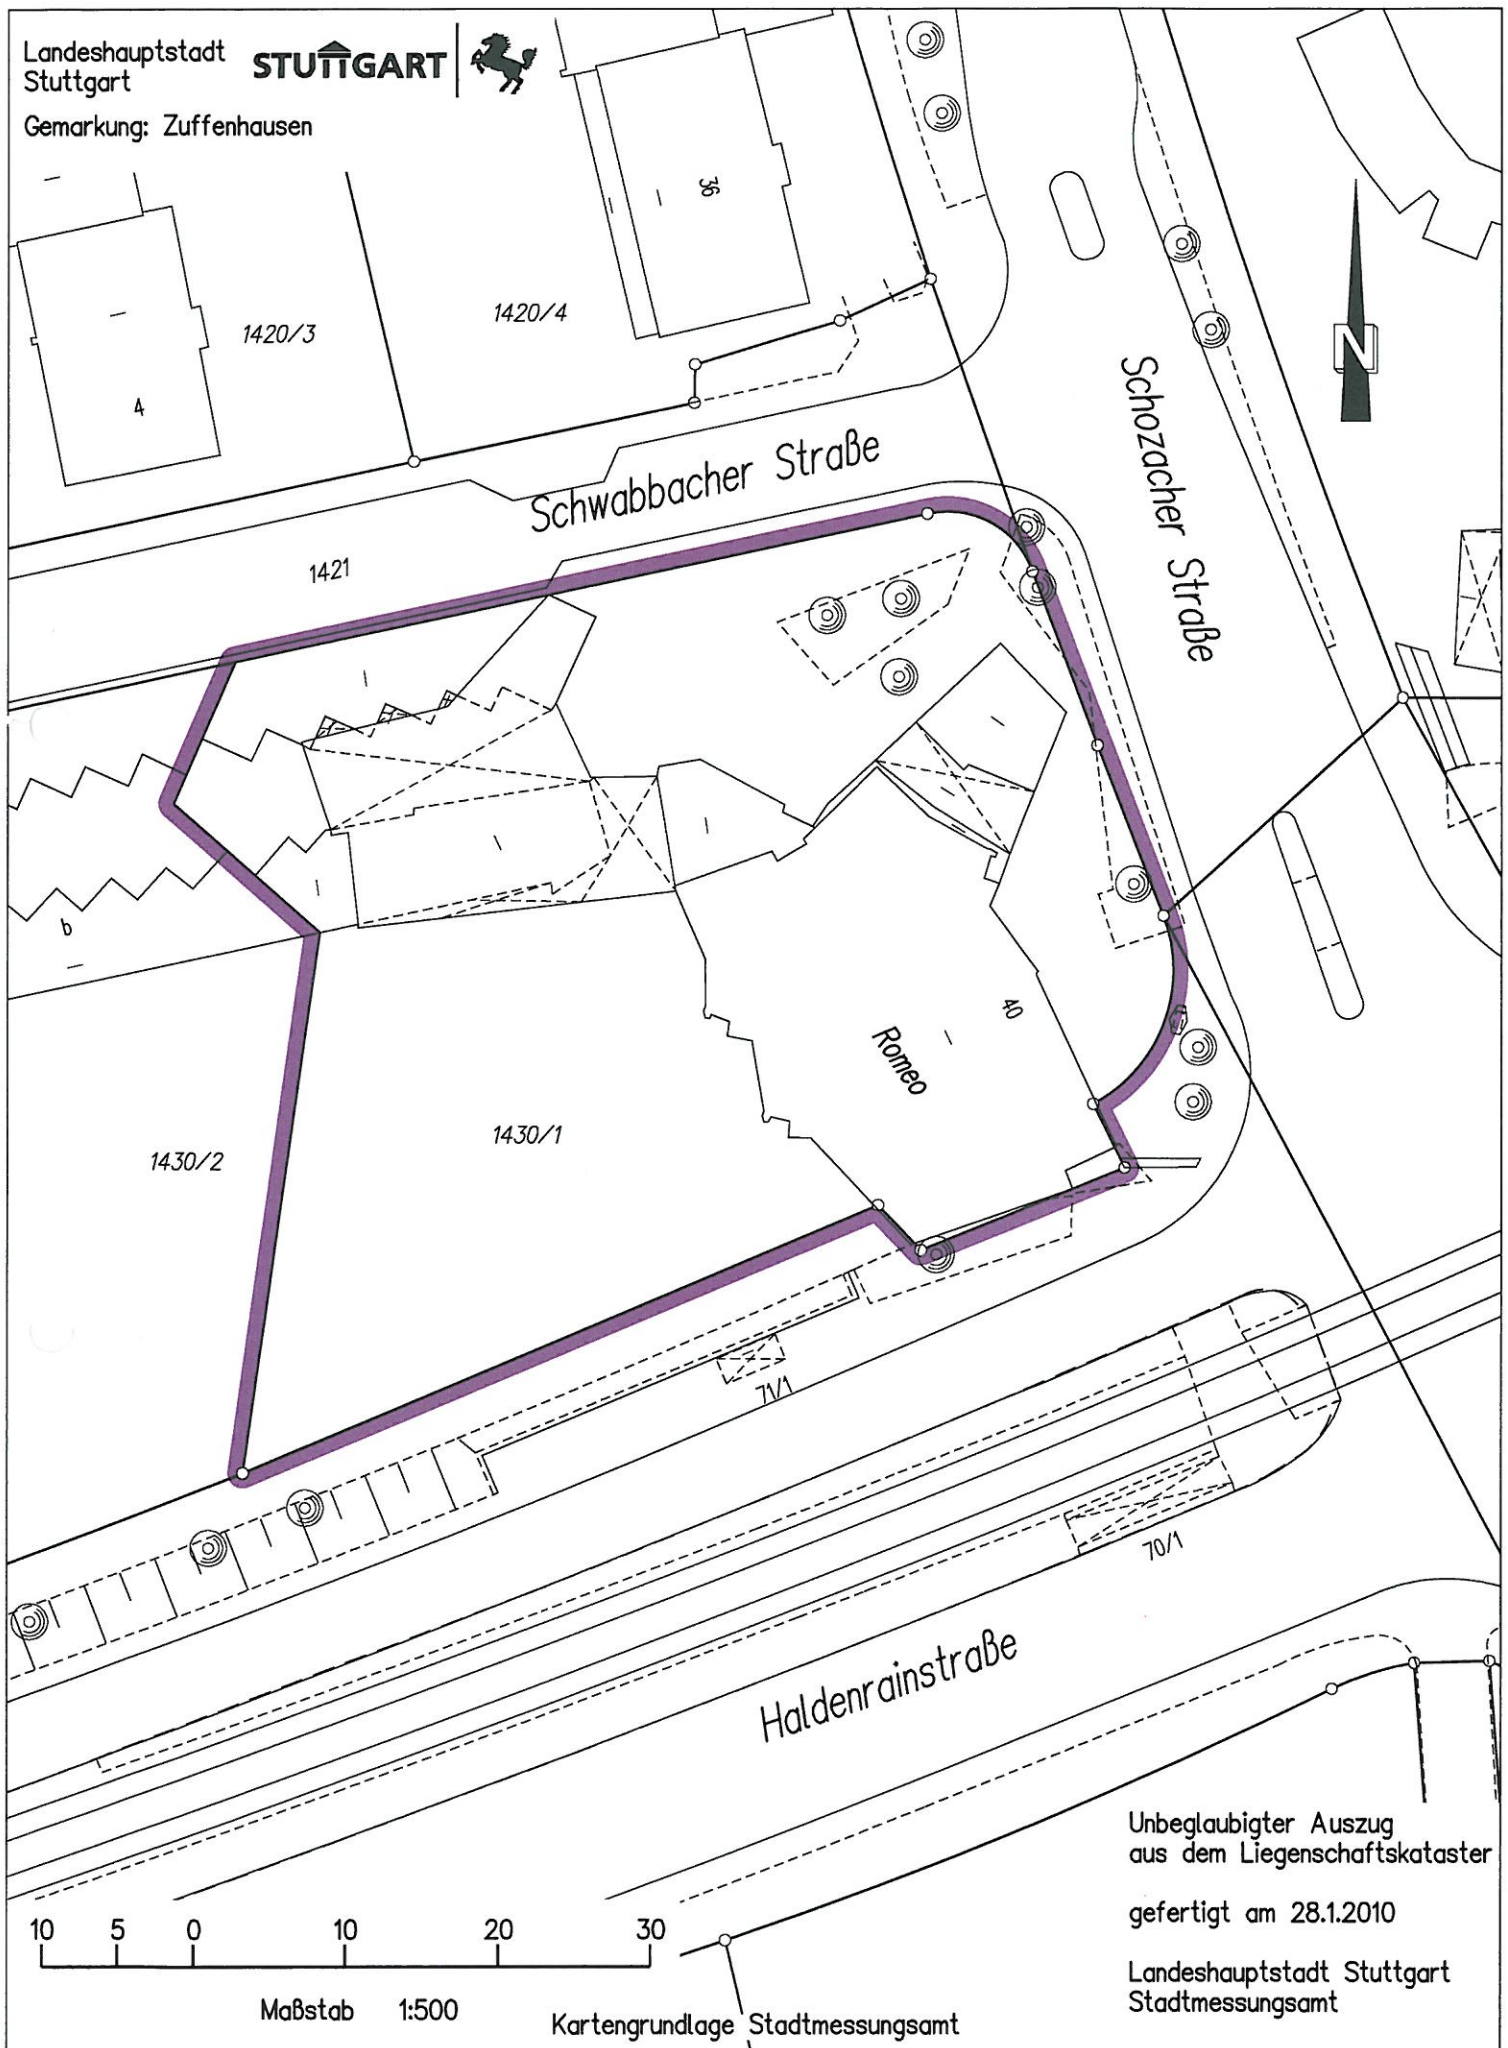 Landeshauptstadt
Stuttgart
STUTTGART
Gemarkung: Zuffenhausen
36
1420/4
1420/3
4
N
Schozacher Straße
Schwabbacher Straße
1421
b
40
Romeo
1430/1
1430/2
71/1
70/1
Haldenrainstraße
Unbeglaubigter Auszug
aus dem Liegenschaftskataster
gefertigt am 28.1.2010
Landeshauptstadt Stuttgart
Stadtmessungsamt
10 5 0 10 20 30
Maßstab 1:500
Kartengrundlage Stadtmessungsamt